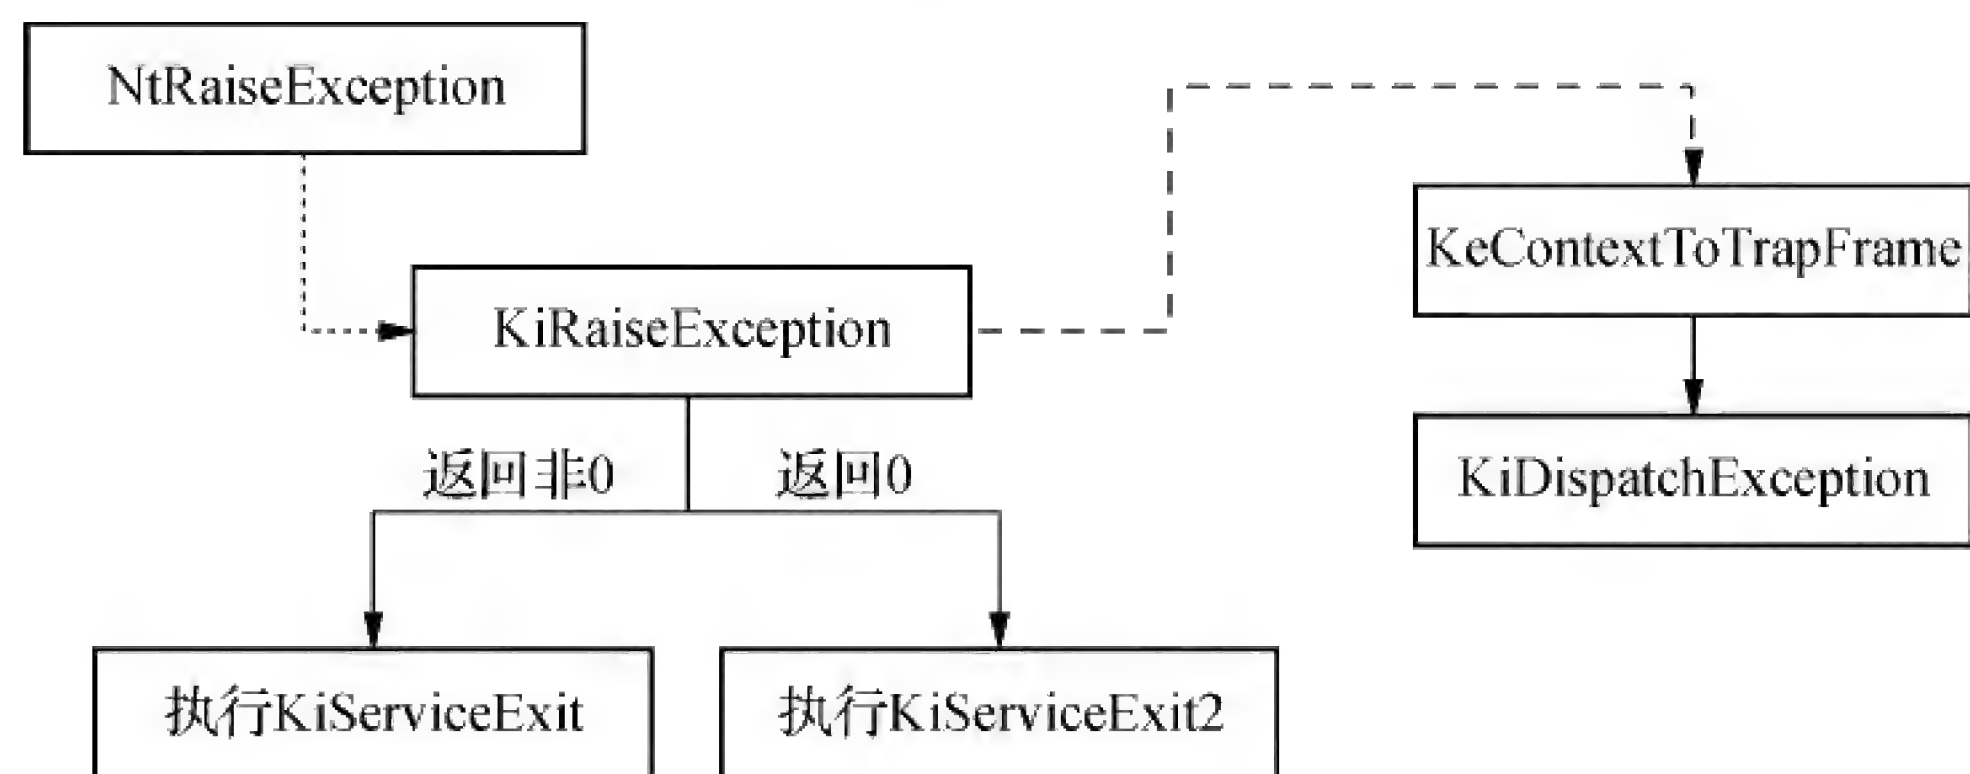 NtRaiseException
KeContextToTrapFrame
KiRaiseException
返回非0
返回0
KiDispatchException
执行KiServiceExit
执行KiServiceExit2